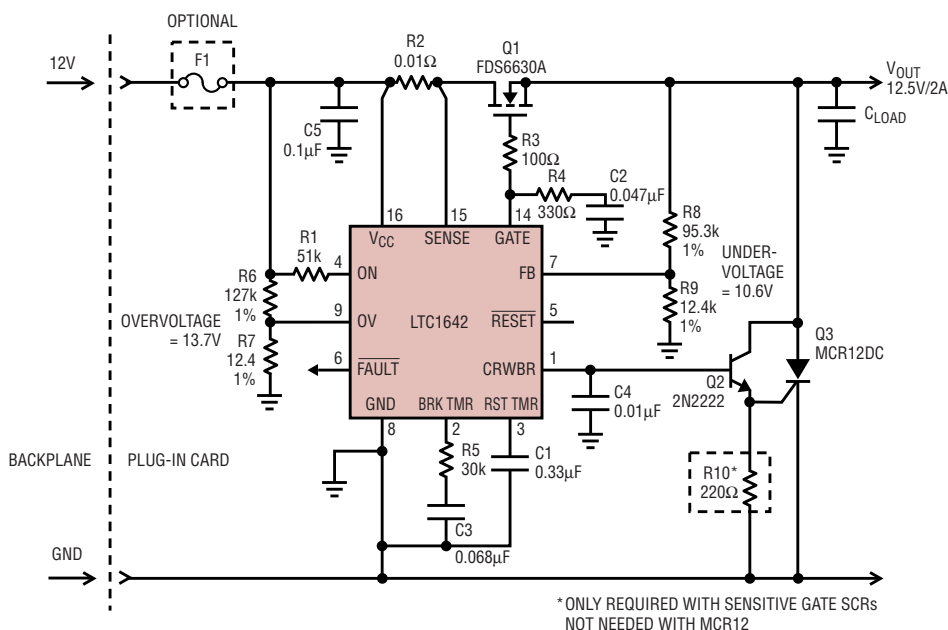 OPTIONAL
F1
12V
R2
0.01Ω
Q1
FDS6630A
V_OUT
12.5V/2A
C_LOAD
C5
0.1µF
R3
100Ω
R4
330Ω
C2
0.047µF
16
15
14
V_CC
SENSE
GATE
R1
51k
4
ON
FB
7
R8
95.3k
1%
UNDER-
VOLTAGE
= 10.6V
R6
127k
1%
R9
12.4k
1%
9
OV
LTC1642
RESET
5
OVERVOLTAGE
= 13.7V
R7
12.4
1%
6
FAULT
CRWBR
1
Q3
MCR12DC
Q2
2N2222
C4
0.01µF
GND
BRK TMR
RST TMR
8
2
3
R5
30k
C1
0.33µF
BACKPLANE
PLUG-IN CARD
R10*
220Ω
C3
0.068µF
GND
*ONLY REQUIRED WITH SENSITIVE GATE SCRs
NOT NEEDED WITH MCR12